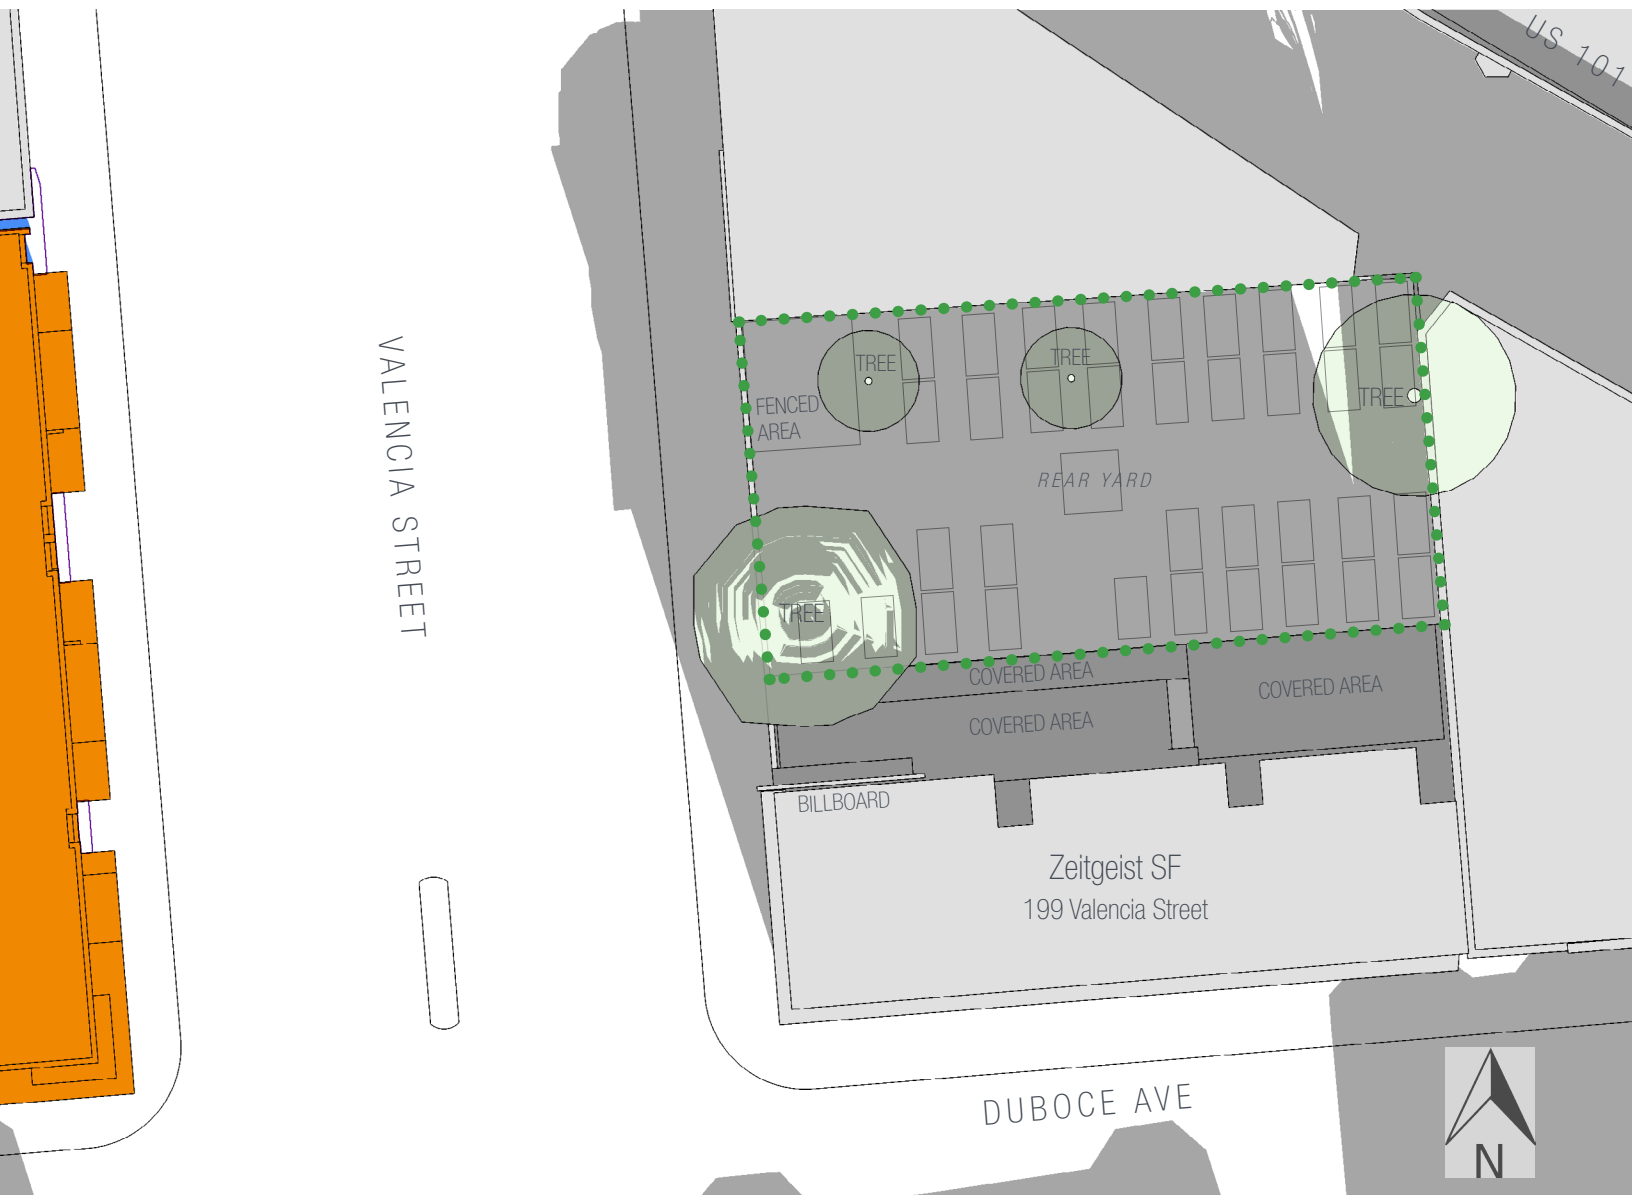 US 101
VALENCIA STREET
TREE
TREE
TREE
FENCED
AREA
REAR YARD
TREE
COVERED AREA
COVERED AREA
COVERED AREA
BILLBOARD
Zeitgeist SF
199 Valencia Street
DUBOCE AVE
N